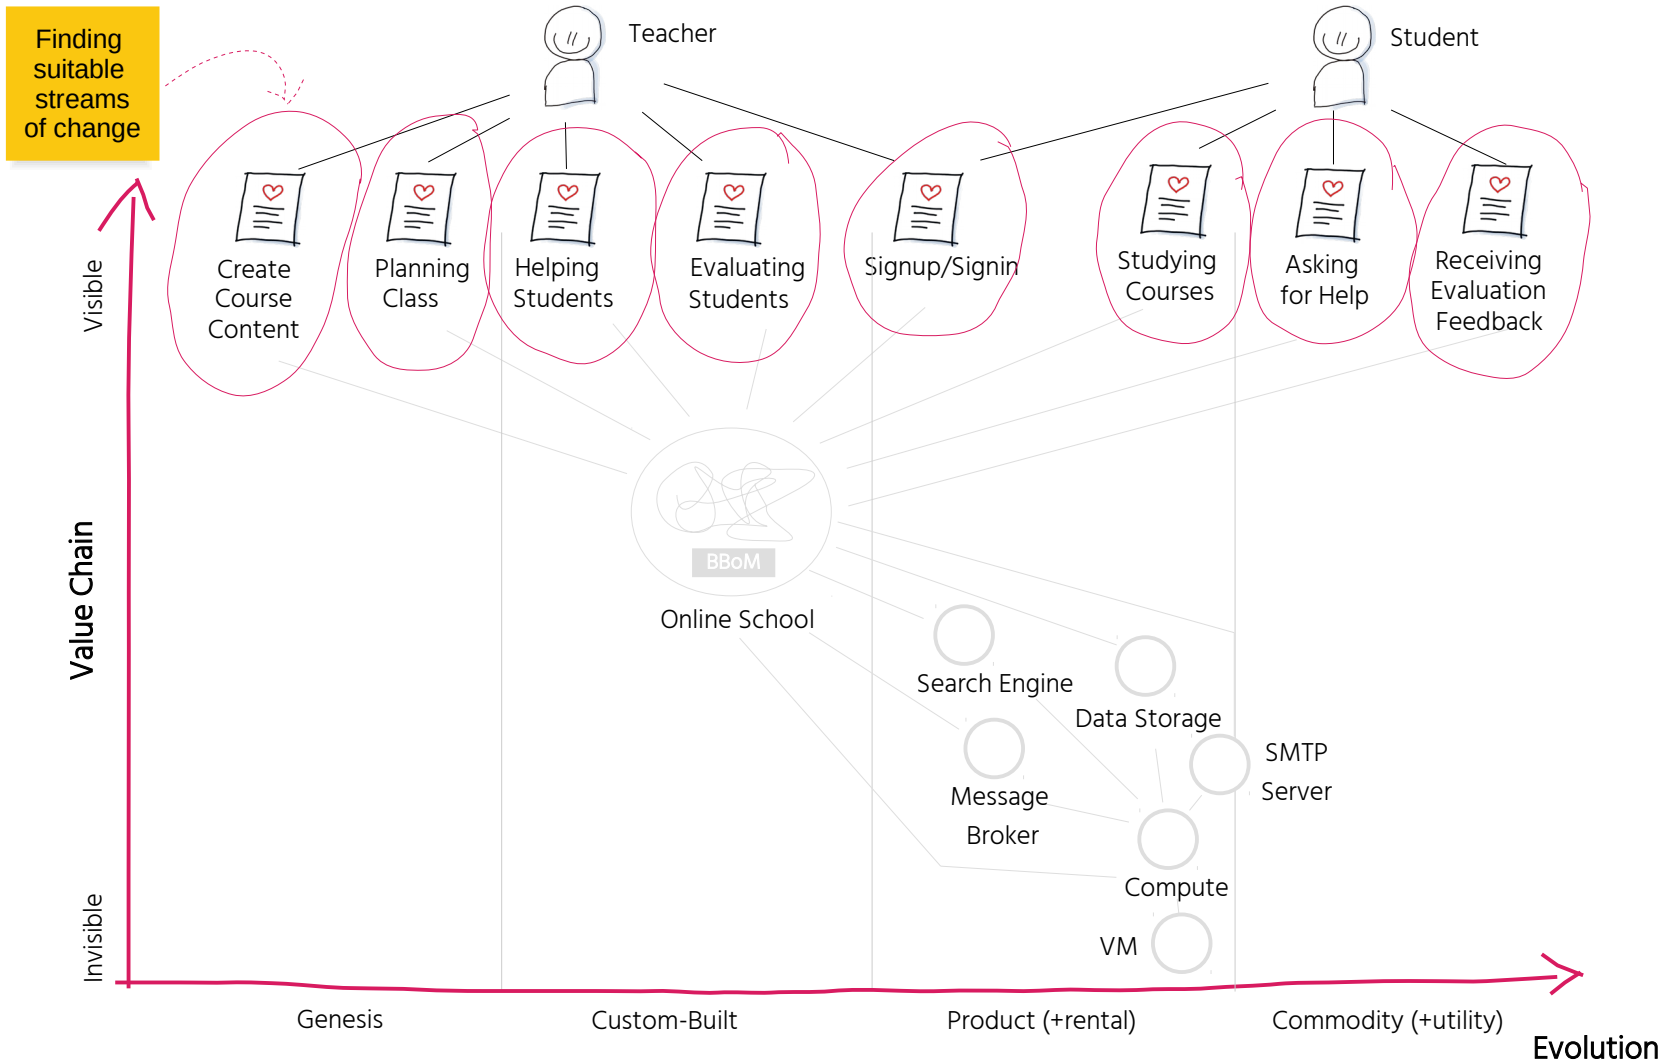 Finding
suitable
streams
of change
Teacher
Student
Create
Course
Content
Planning
Class
Helping
Students
Evaluating
Students
Signup/Signin
Studying
Courses
Asking
for Help
Receiving
Evaluation
Feedback
Visible
Value Chain
Invisible
BBoM
Online School
Search Engine
Data Storage
SMTP
Server
Message
Broker
Compute
VM
Genesis
Custom-Built
Product (+rental)
Commodity (+utility)
Evolution